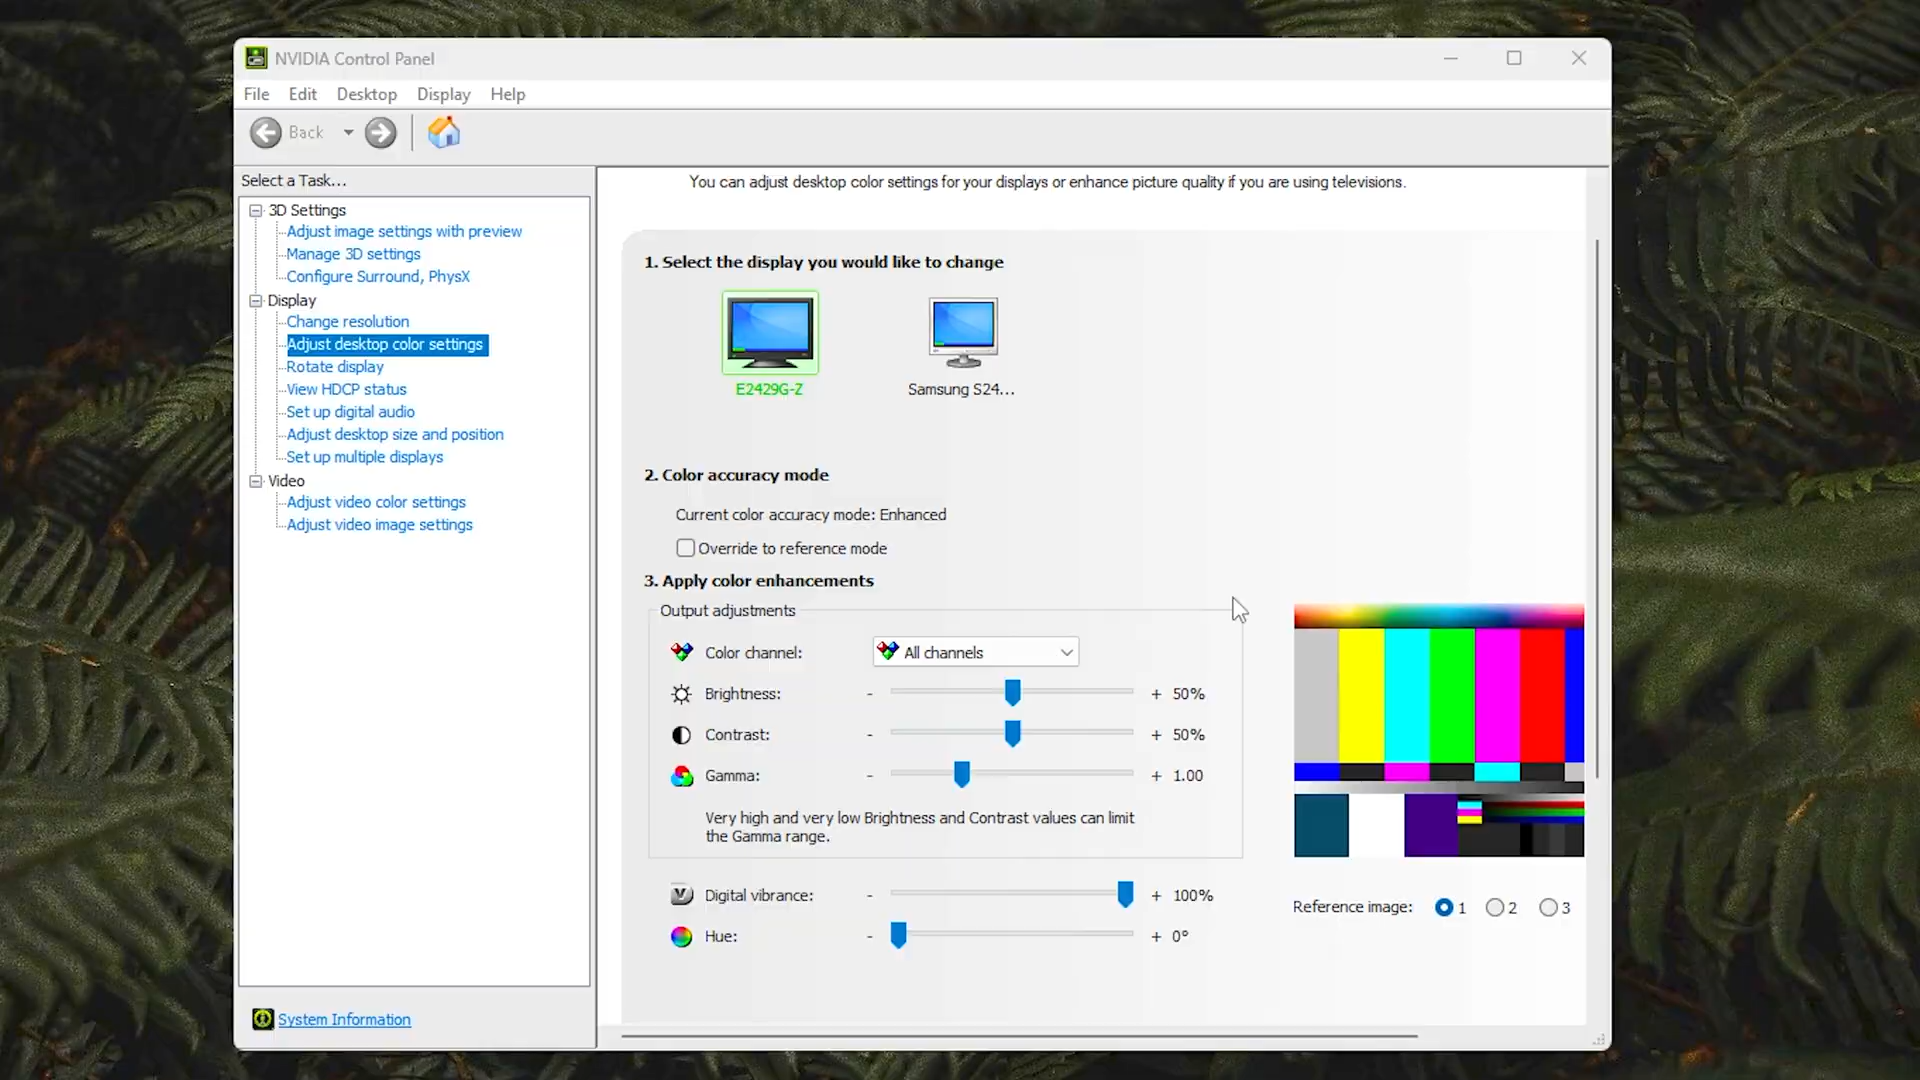 NVIDIA Control Panel
File Edit Desktop Display Help
Back
Select a Task...
3D Settings
Adjust image settings with preview
Manage 3D settings
Configure Surround, PhysX
Display
Change resolution
Adjust desktop color settings
Rotate display
View HDCP status
Set up digital audio
Adjust desktop size and position
Set up multiple displays
Video
Adjust video color settings
Adjust video image settings
System Information
You can adjust desktop color settings for your displays or enhance picture quality if you are using televisions.
1. Select the display you would like to change
E2429G-Z
Samsung S24...
2. Color accuracy mode
Current color accuracy mode: Enhanced
Override to reference mode
3. Apply color enhancements
Output adjustments
Color channel: All channels
Brightness: - + 50%
Contrast: - + 50%
Gamma: - + 1.00
Very high and very low Brightness and Contrast values can limit
the Gamma range.
Digital vibrance: - + 100%
Hue: - + 0°
Reference image: 1 2 3